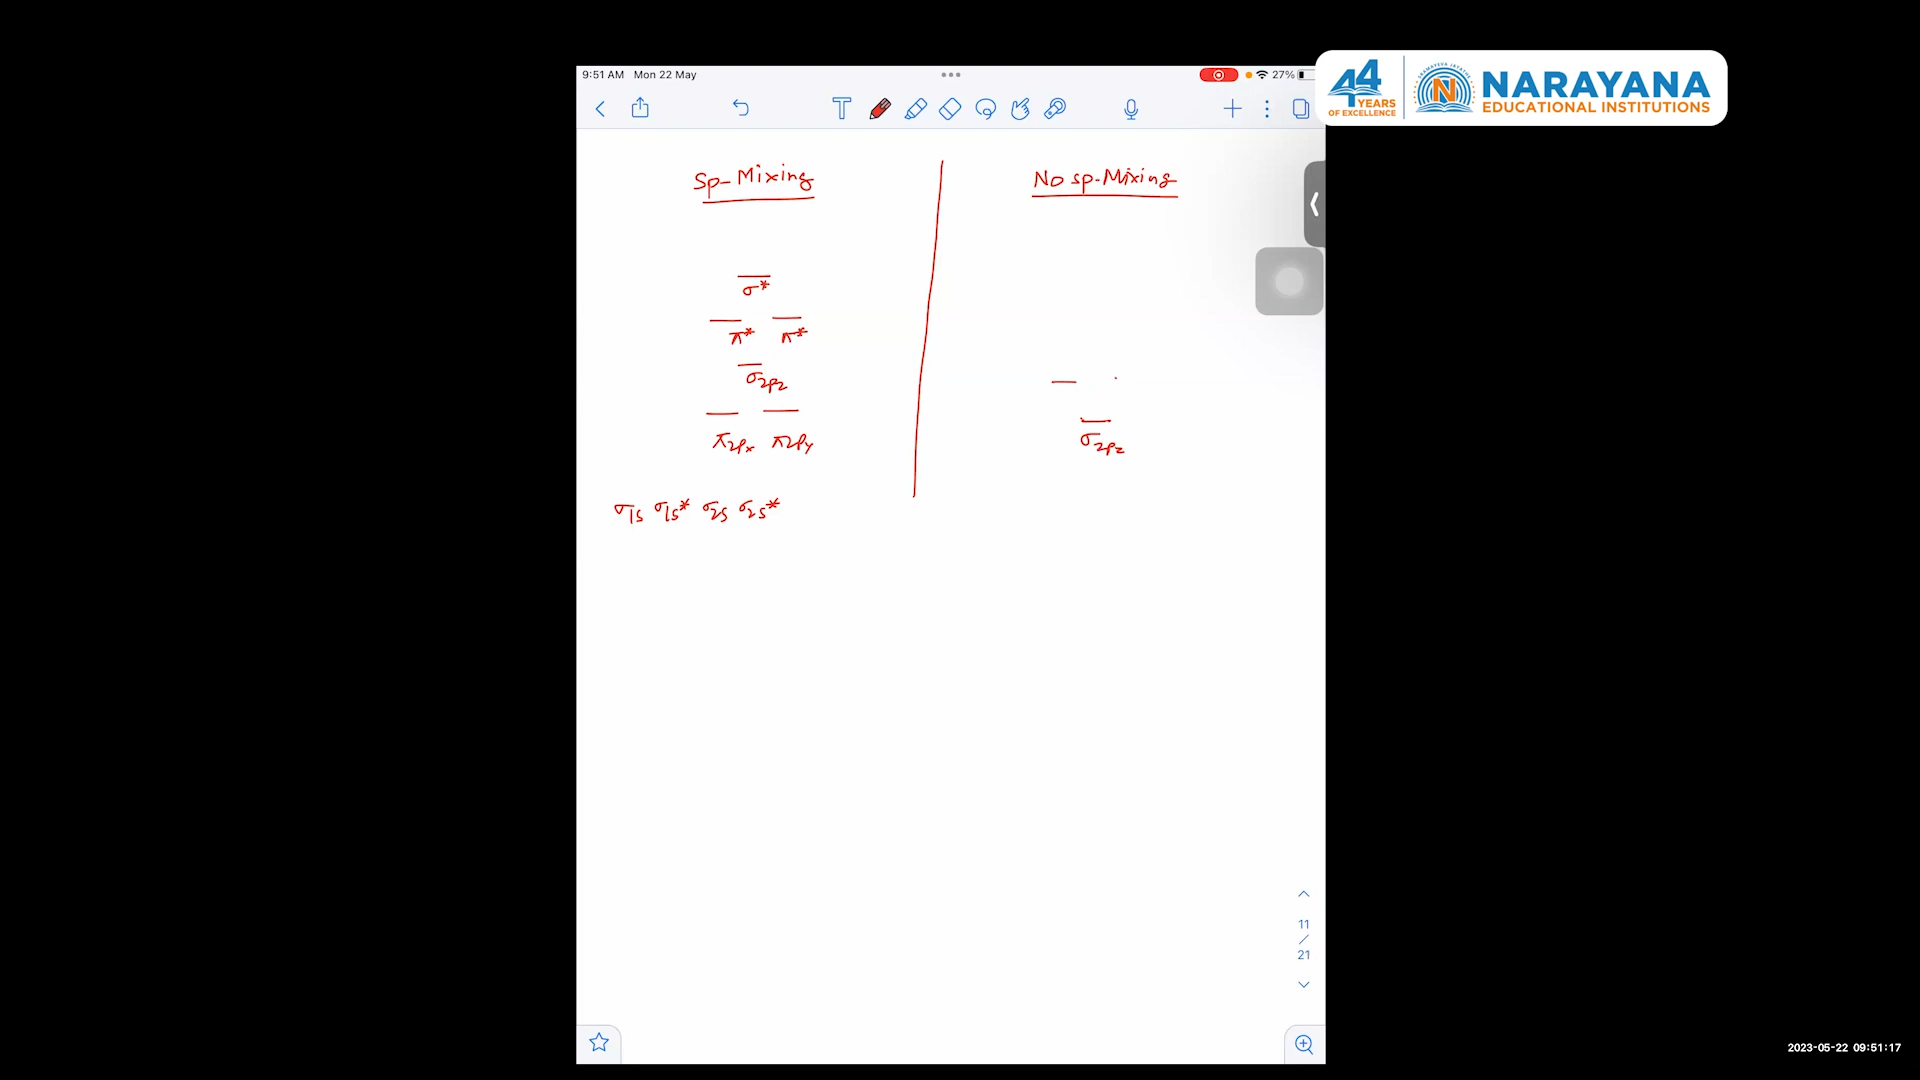 9:51 AM Mon 22 May
27%
44 YEARS OF EXCELLENCE
NARAYANA
EDUCATIONAL INSTITUTIONS
Sp-Mixing
No sp-Mixing
σ*
π* π*
σ2pz
π2px π2py
σ2pz
σ1s σ1s* σ2s σ2s*
11
/
21
2023-05-22 09:51:17